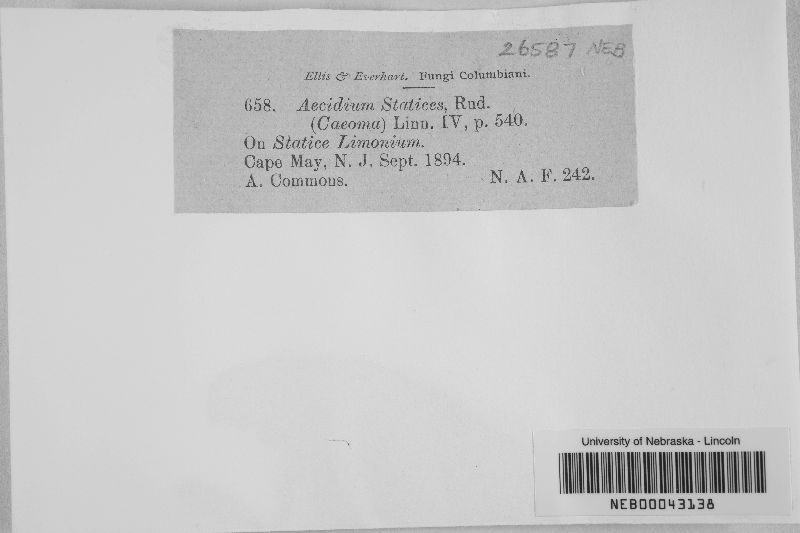 26587 NEB
Ellis & Everhart. Fungi Columbiani.
658. Aecidium Statices, Rud.
(Caeoma) Linn. IV, p. 540.
On Statice Limonium.
Cape May, N. J. Sept. 1894.
A. Commons. N. A. F. 242.
University of Nebraska - Lincoln
NEB00043138